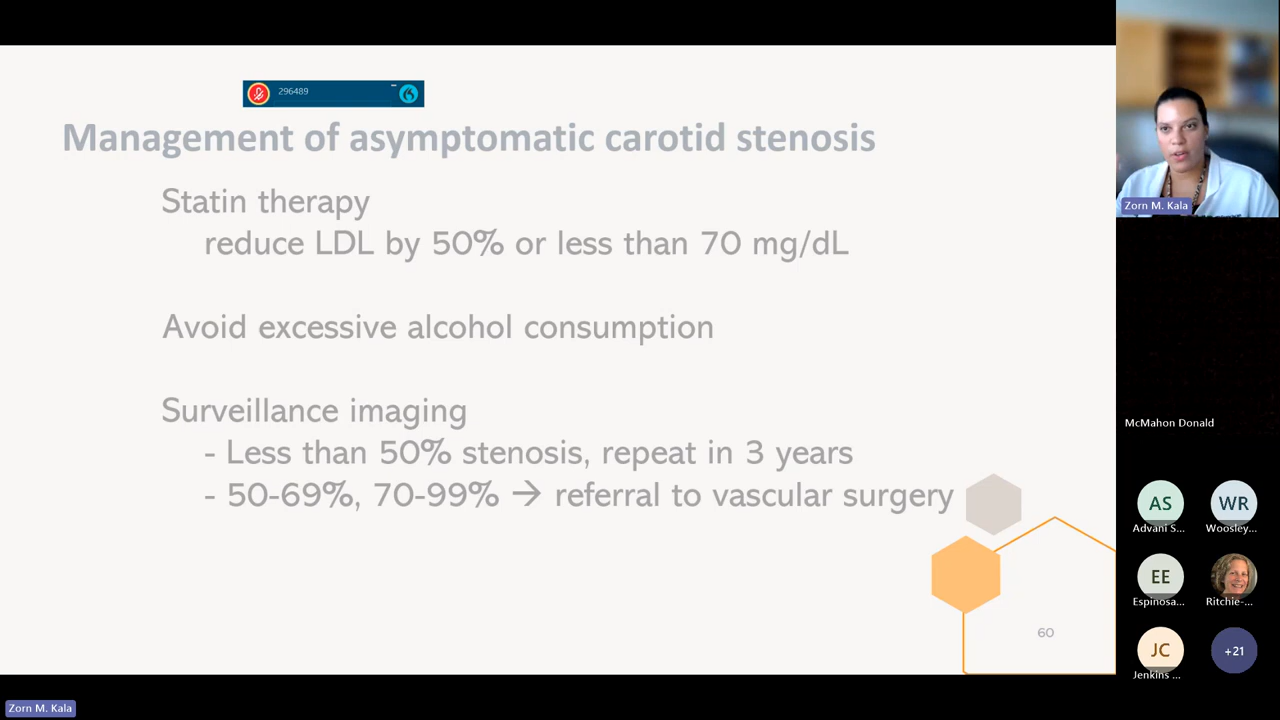 296489
Management of asymptomatic carotid stenosis
Statin therapy
reduce LDL by 50% or less than 70 mg/dL
Avoid excessive alcohol consumption
Surveillance imaging
- Less than 50% stenosis, repeat in 3 years
- 50-69%, 70-99% → referral to vascular surgery
60
Zorn M. Kala
McMahon Donald
AS
WR
Advani S...
Woosley...
EE
Espinosa...
Ritchie-...
JC
+21
Jenkins ...
Zorn M. Kala